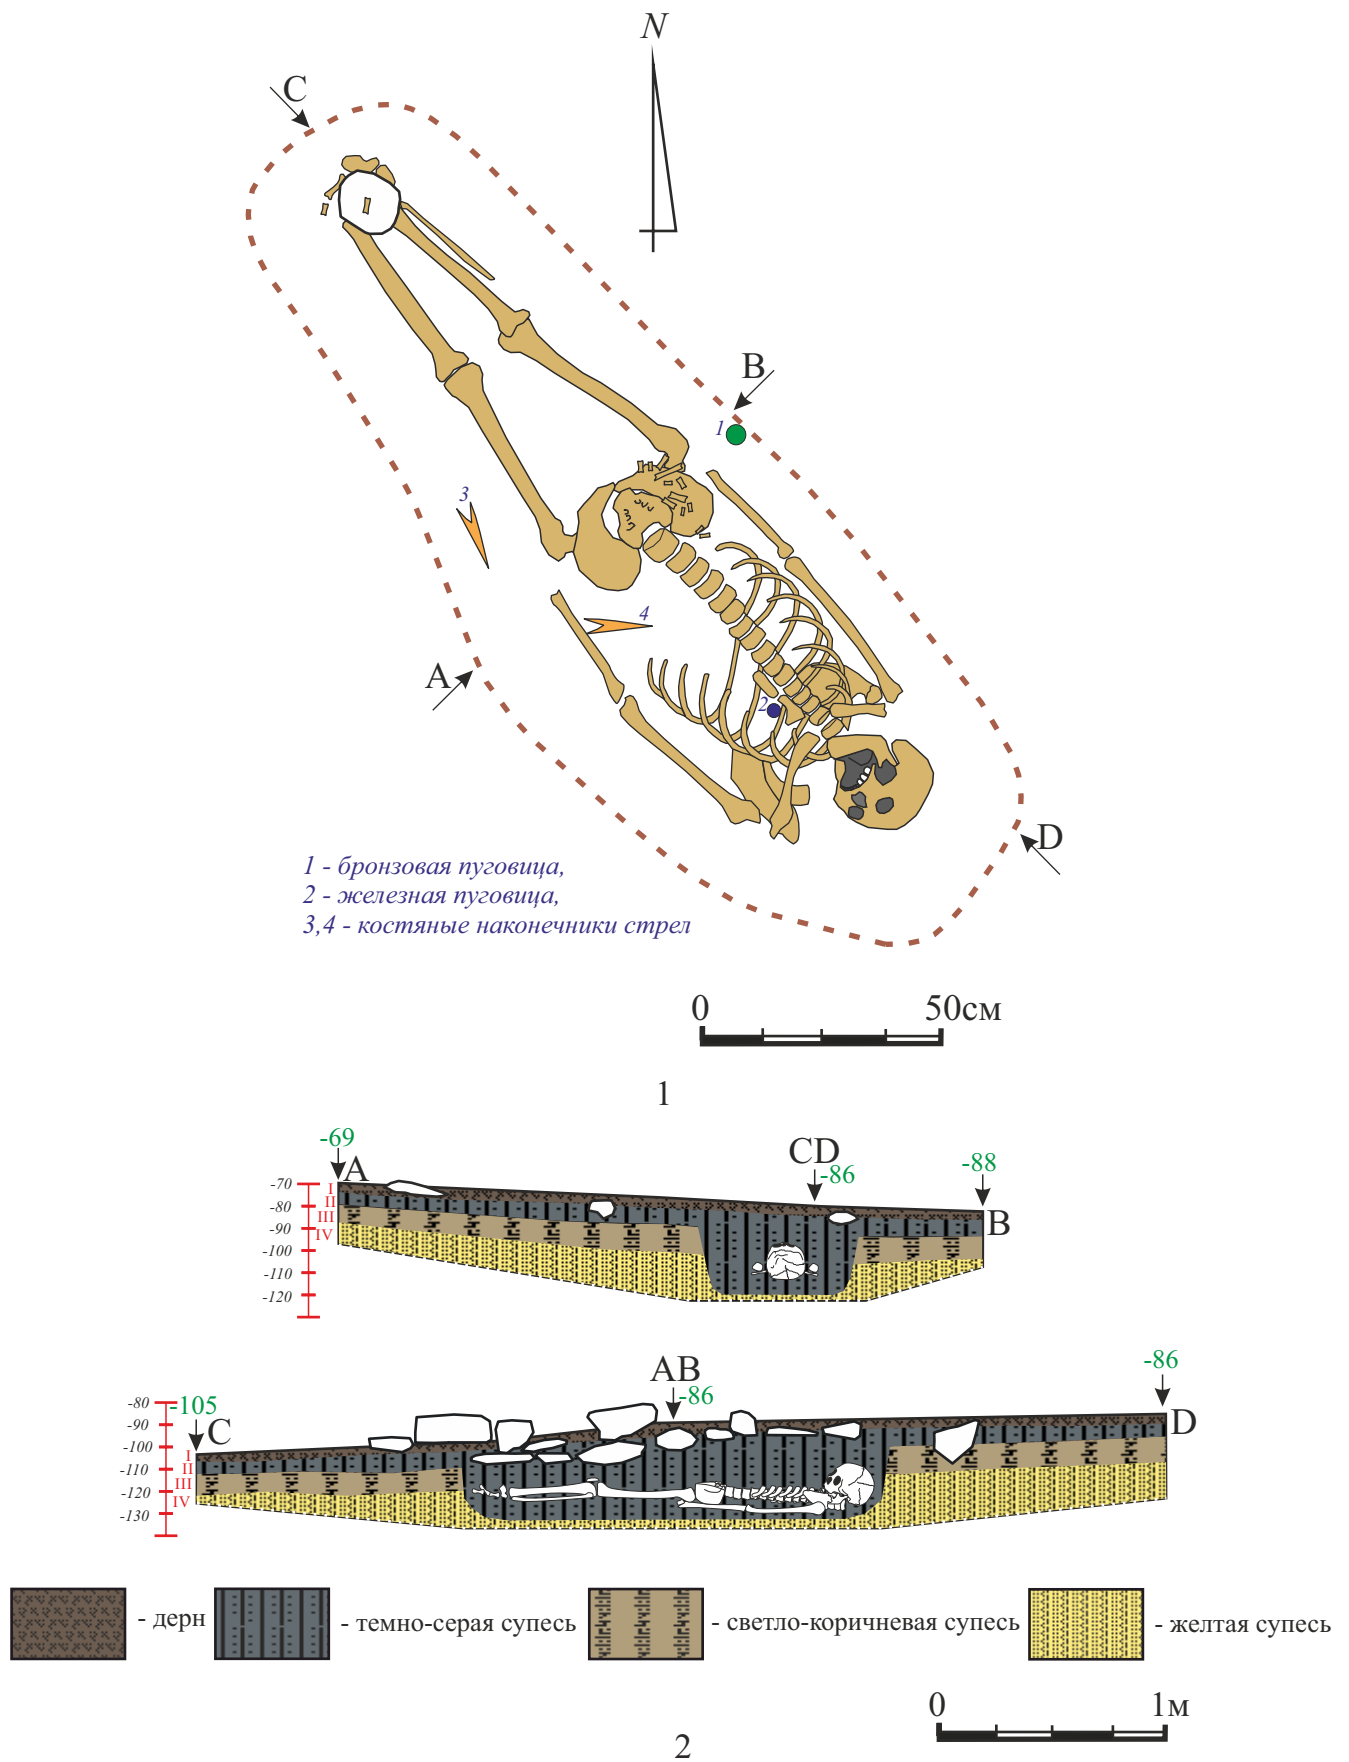 N
C
B
1
3
4
A
2
D
1 - бронзовая пуговица,
2 - железная пуговица,
3,4 - костяные наконечники стрел
0 50см
1
-69
A
CD
-86
-88
B
-70
-80
-90
-100
-110
-120
I
II
III
IV
AB
-86
-86
-105
C
D
-80
-90
-100
-110
-120
-130
I
II
III
IV
- дерн
- темно-серая супесь
- светло-коричневая супесь
- желтая супесь
0 1м
2